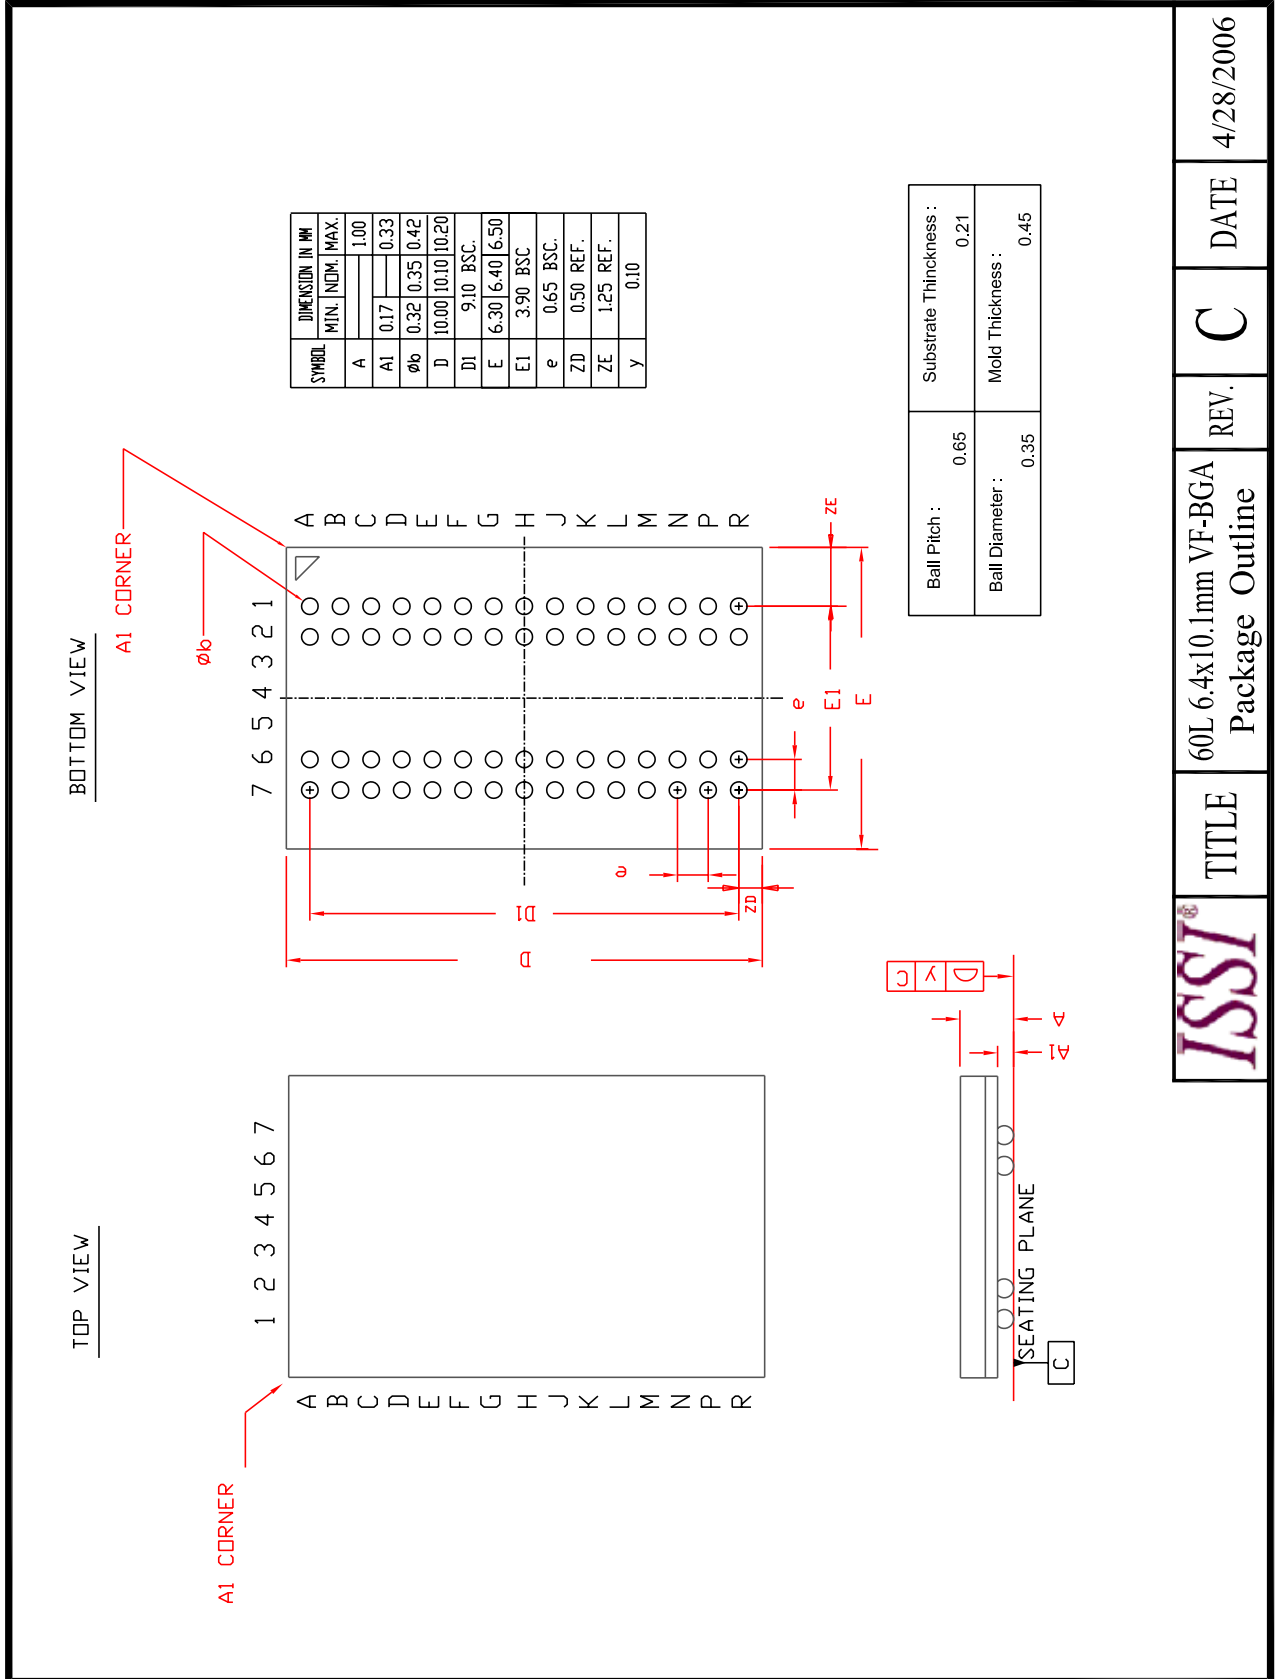 TOP VIEW
A1 CORNER
1 2 3 4 5 6 7
A
B
C
D
E
F
G
H
J
K
L
M
N
P
R
BOTTOM VIEW
A1 CORNER
Øb
7 6 5 4 3 2 1
A
B
C
D
E
F
G
H
J
K
L
M
N
P
R
D
D1
e
ZD
e
E1
E
ZE
SYMBOL DIMENSION IN MM
MIN. NOM. MAX.
A 1.00
A1 0.17 0.33
Øb 0.32 0.35 0.42
D 10.00 10.10 10.20
D1 9.10 BSC.
E 6.30 6.40 6.50
E1 3.90 BSC
e 0.65 BSC.
ZD 0.50 REF.
ZE 1.25 REF.
y 0.10
y C
A
A1
SEATING PLANE
C
Ball Pitch : 0.65
Substrate Thinckness : 0.21
Ball Diameter : 0.35
Mold Thickness : 0.45
ISSI®
TITLE
60L 6.4x10.1mm VF-BGA
Package Outline
REV.
C
DATE
4/28/2006